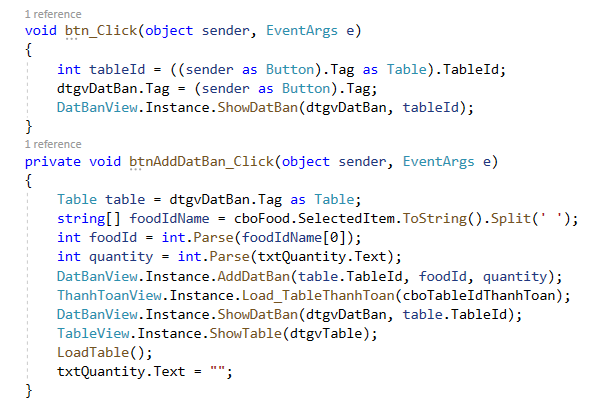 1 reference
void btn_Click(object sender, EventArgs e)
{
int tableId = ((sender as Button).Tag as Table).TableId;
dtgvDatBan.Tag = (sender as Button).Tag;
DatBanView.Instance.ShowDatBan(dtgvDatBan, tableId);
}
1 reference
private void btnAddDatBan_Click(object sender, EventArgs e)
{
Table table = dtgvDatBan.Tag as Table;
string[] foodIdName = cboFood.SelectedItem.ToString().Split(' ');
int foodId = int.Parse(foodIdName[0]);
int quantity = int.Parse(txtQuantity.Text);
DatBanView.Instance.AddDatBan(table.TableId, foodId, quantity);
ThanhToanView.Instance.Load_TableThanhToan(cboTableIdThanhToan);
DatBanView.Instance.ShowDatBan(dtgvDatBan, table.TableId);
TableView.Instance.ShowTable(dtgvTable);
LoadTable();
txtQuantity.Text = "";
}